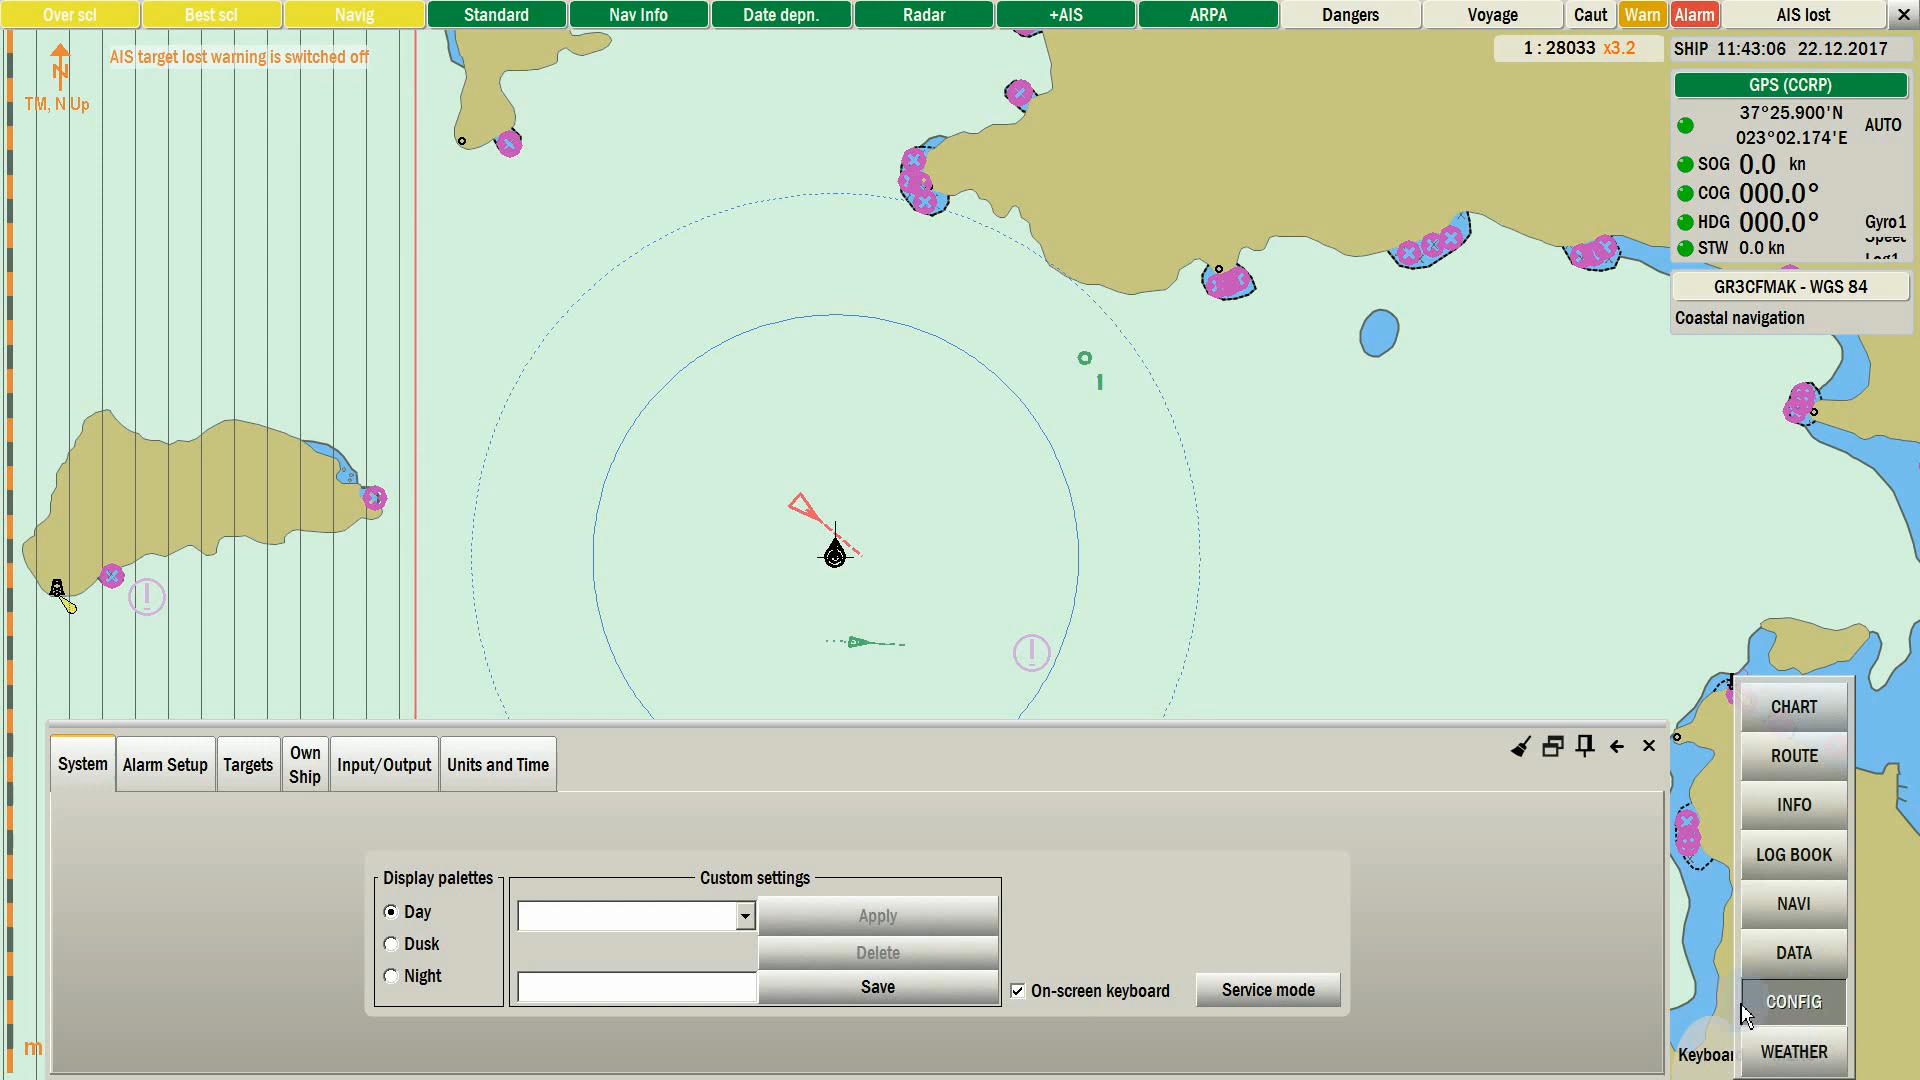 Over scl
Best scl
Navig
Standard
Nav Info
Date depn.
Radar
+AIS
ARPA
Dangers
Voyage
Caut
Warn
Alarm
AIS lost
N
TM, N Up
AIS target lost warning is switched off
1 : 28033 x3.2
SHIP 11:43:06 22.12.2017
GPS (CCRP)
37°25.900'N
023°02.174'E
AUTO
SOG 0.0 kn
COG 000.0°
HDG 000.0° Gyro1
STW 0.0 kn
GR3CFMAK - WGS 84
Coastal navigation
1
System
Alarm Setup
Targets
Own
Ship
Input/Output
Units and Time
Display palettes
Day
Dusk
Night
Custom settings
Apply
Delete
Save
On-screen keyboard
Service mode
CHART
ROUTE
INFO
LOG BOOK
NAVI
DATA
CONFIG
WEATHER
m